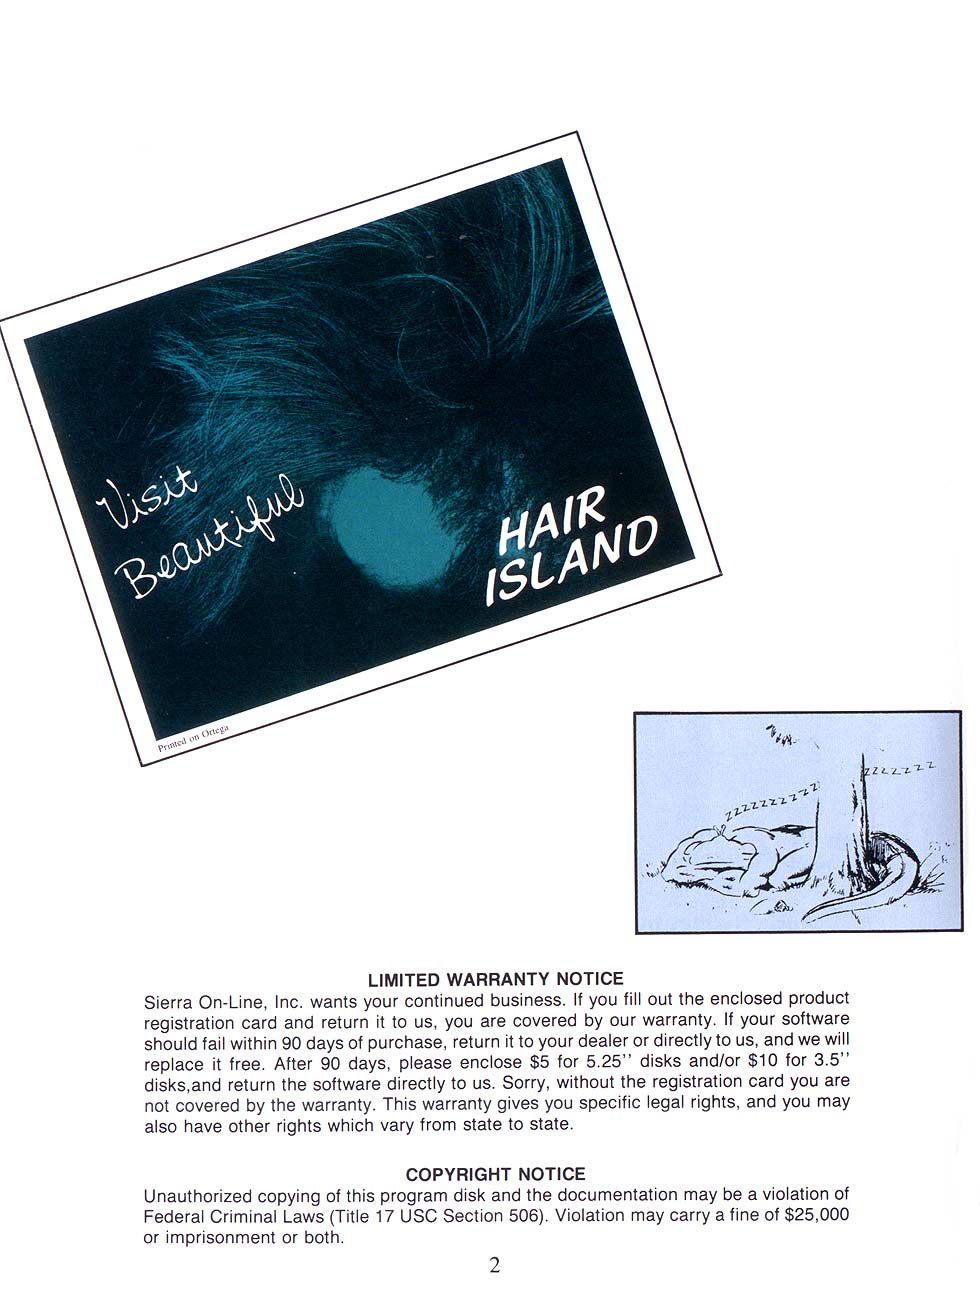 Visit
Beautiful
HAIR
ISLAND
Printed on Ortega
ZZZZZZZZZZ
ZZZZZZZ
LIMITED WARRANTY NOTICE
Sierra On-Line, Inc. wants your continued business. If you fill out the enclosed product
registration card and return it to us, you are covered by our warranty. If your software
should fail within 90 days of purchase, return it to your dealer or directly to us, and we will
replace it free. After 90 days, please enclose $5 for 5.25'' disks and/or $10 for 3.5''
disks,and return the software directly to us. Sorry, without the registration card you are
not covered by the warranty. This warranty gives you specific legal rights, and you may
also have other rights which vary from state to state.
COPYRIGHT NOTICE
Unauthorized copying of this program disk and the documentation may be a violation of
Federal Criminal Laws (Title 17 USC Section 506). Violation may carry a fine of $25,000
or imprisonment or both.
2